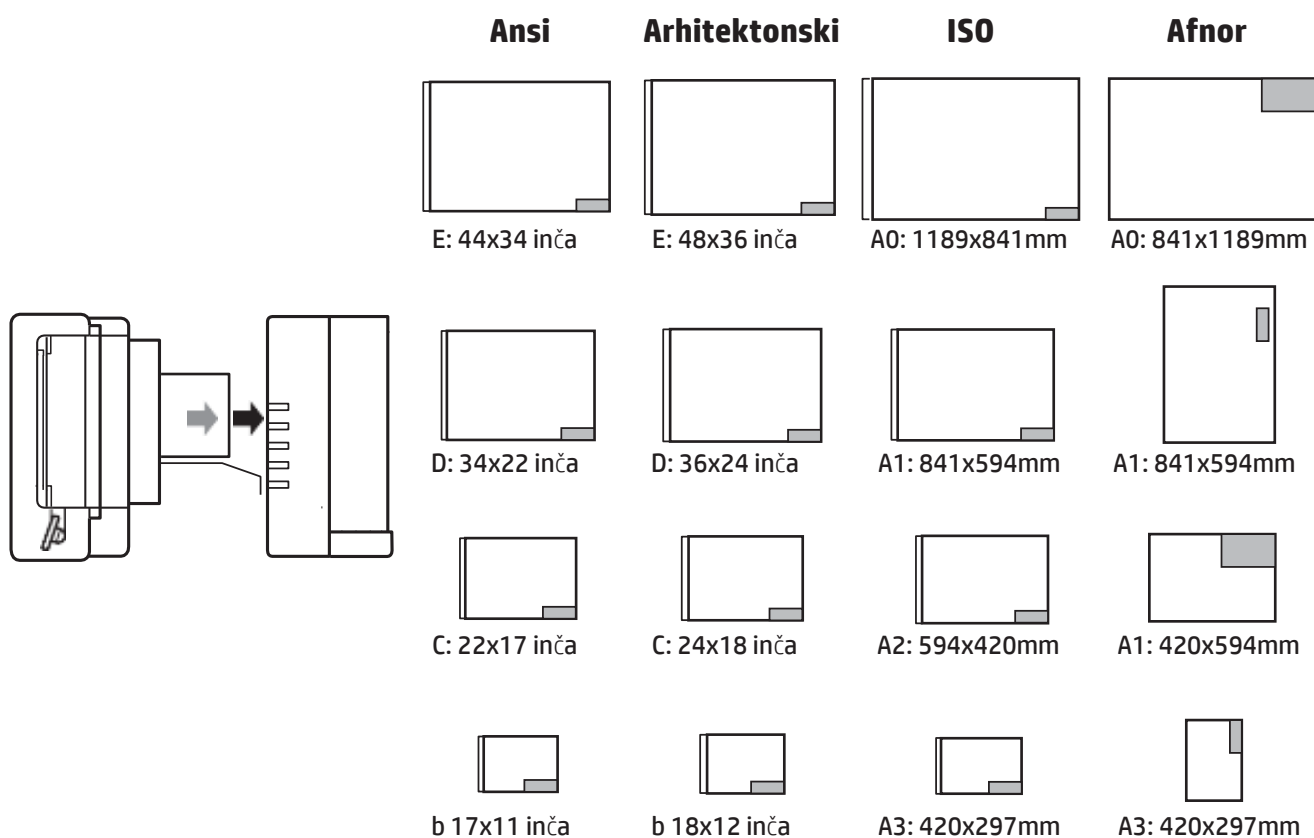 Ansi Arhitektonski ISO Afnor
E: 44x34 inča E: 48x36 inča A0: 1189x841mm A0: 841x1189mm
D: 34x22 inča D: 36x24 inča A1: 841x594mm A1: 841x594mm
C: 22x17 inča C: 24x18 inča A2: 594x420mm A1: 420x594mm
b 17x11 inča b 18x12 inča A3: 420x297mm A3: 420x297mm